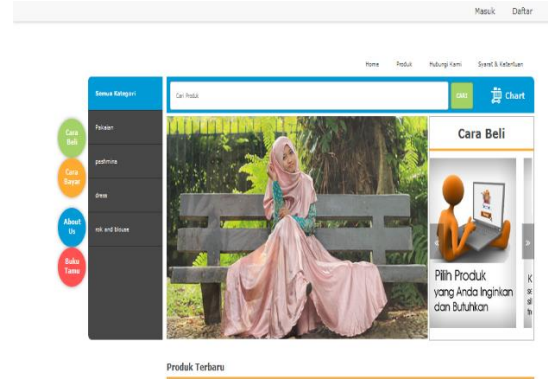 Masuk Daftar
Home Produk Hubungi Kami Syarat & Ketentuan
Semua Kategori
Cari Produk
CARI
Chart
Pakaian
pashmina
dress
rok and blouse
Cara
Beli
Cara
Bayar
About
Us
Buku
Tamu
Cara Beli
«
»
Pilih Produk
yang Anda Inginkan
dan Butuhkan
Produk Terbaru